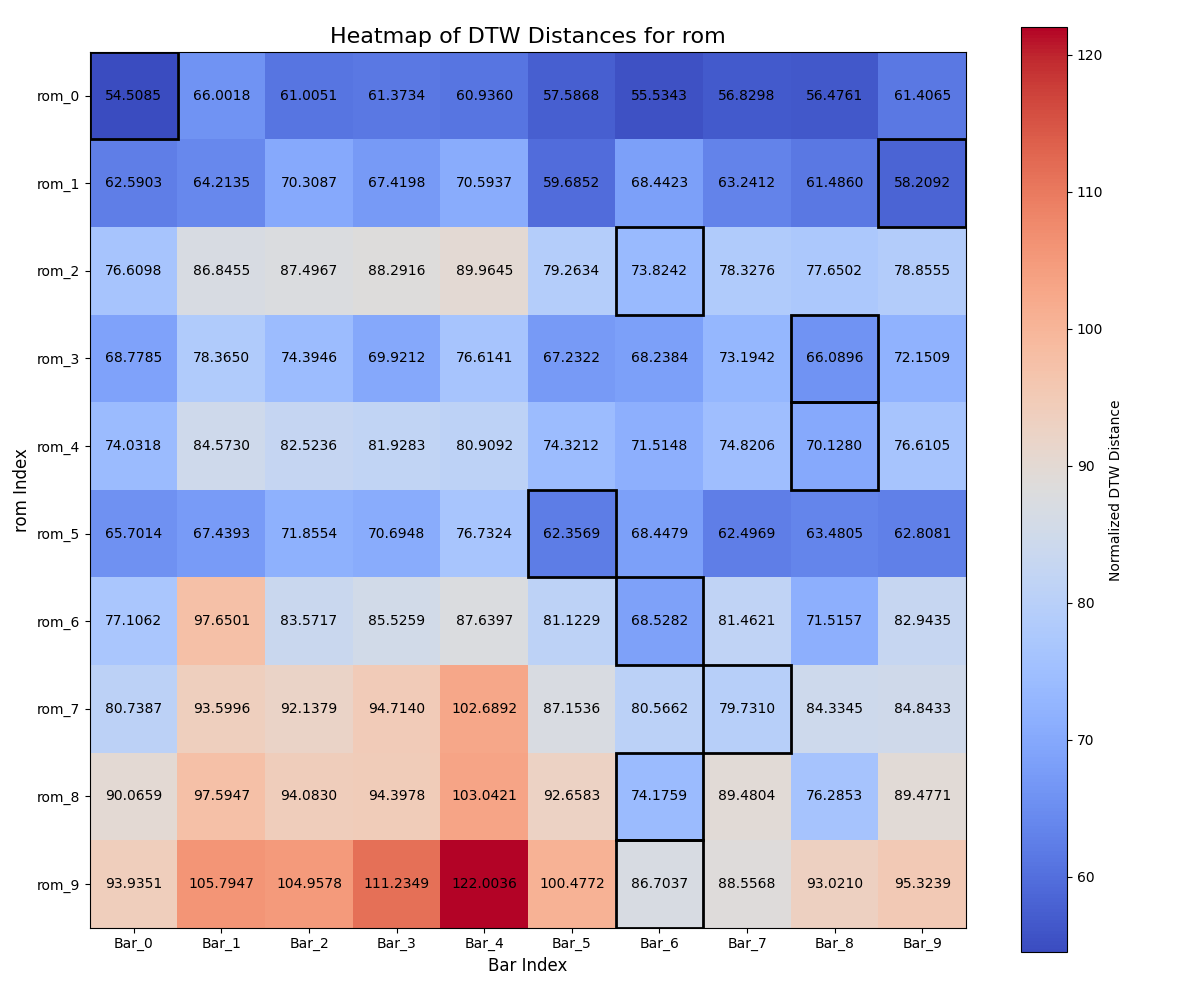 Heatmap of DTW Distances for rom
rom_0 54.5085 66.0018 61.0051 61.3734 60.9360 57.5868 55.5343 56.8298 56.4761 61.4065
rom_1 62.5903 64.2135 70.3087 67.4198 70.5937 59.6852 68.4423 63.2412 61.4860 58.2092
rom_2 76.6098 86.8455 87.4967 88.2916 89.9645 79.2634 73.8242 78.3276 77.6502 78.8555
rom_3 68.7785 78.3650 74.3946 69.9212 76.6141 67.2322 68.2384 73.1942 66.0896 72.1509
rom_4 74.0318 84.5730 82.5236 81.9283 80.9092 74.3212 71.5148 74.8206 70.1280 76.6105
rom_5 65.7014 67.4393 71.8554 70.6948 76.7324 62.3569 68.4479 62.4969 63.4805 62.8081
rom_6 77.1062 97.6501 83.5717 85.5259 87.6397 81.1229 68.5282 81.4621 71.5157 82.9435
rom_7 80.7387 93.5996 92.1379 94.7140 102.6892 87.1536 80.5662 79.7310 84.3345 84.8433
rom_8 90.0659 97.5947 94.0830 94.3978 103.0421 92.6583 74.1759 89.4804 76.2853 89.4771
rom_9 93.9351 105.7947 104.9578 111.2349 122.0036 100.4772 86.7037 88.5568 93.0210 95.3239
Bar_0 Bar_1 Bar_2 Bar_3 Bar_4 Bar_5 Bar_6 Bar_7 Bar_8 Bar_9
Bar Index
rom Index
120
110
100
90
80
70
60
Normalized DTW Distance